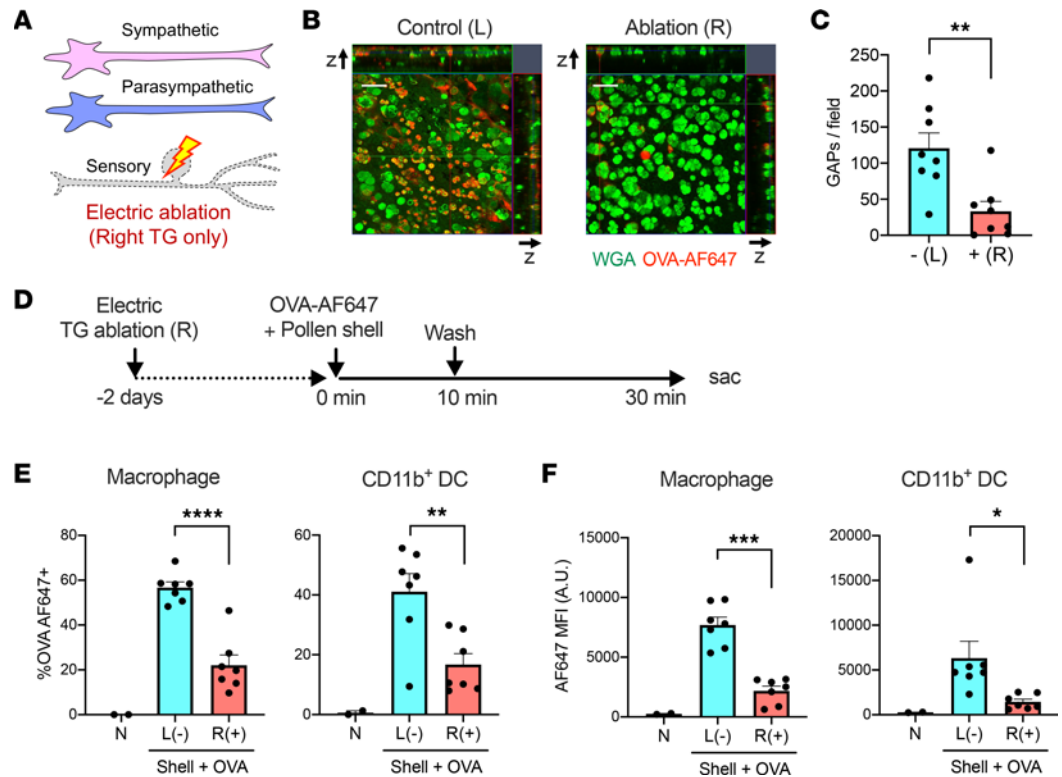 A
Sympathetic
Parasympathetic
Sensory
Electric ablation
(Right TG only)
B
Control (L)
Ablation (R)
z
z
z
z
WGA OVA-AF647
C
**
GAPs / field
250
200
150
100
50
0
- (L)
+ (R)
D
Electric
TG ablation (R)
OVA-AF647
+ Pollen shell
Wash
-2 days
0 min
10 min
30 min
sac
E
Macrophage
****
%OVA AF647+
80
60
40
20
0
N
L(-)
R(+)
Shell + OVA
CD11b+ DC
**
60
40
20
0
N
L(-)
R(+)
Shell + OVA
F
Macrophage
***
AF647 MFI (A.U.)
15000
10000
5000
0
N
L(-)
R(+)
Shell + OVA
CD11b+ DC
*
20000
15000
10000
5000
0
N
L(-)
R(+)
Shell + OVA